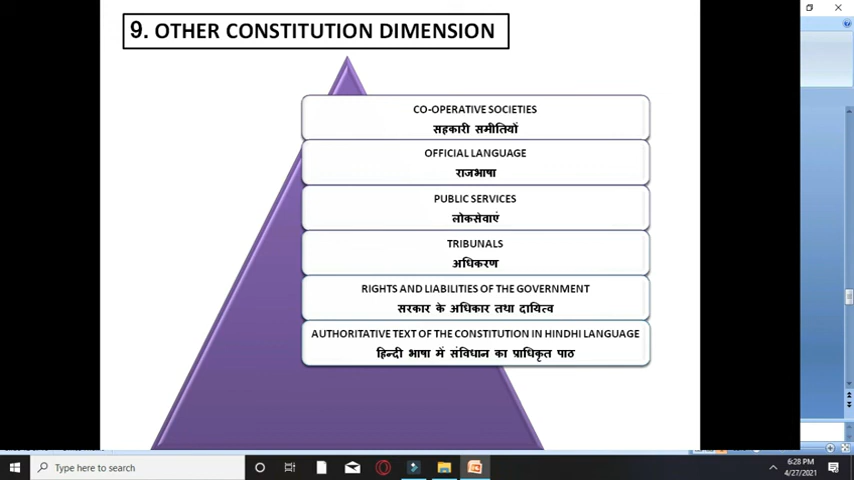 9. OTHER CONSTITUTION DIMENSION
CO-OPERATIVE SOCIETIES
सहकारी समीतियों
OFFICIAL LANGUAGE
राजभाषा
PUBLIC SERVICES
लोकसेवाएं
TRIBUNALS
अधिकरण
RIGHTS AND LIABILITIES OF THE GOVERNMENT
सरकार के अधिकार तथा दायित्व
AUTHORITATIVE TEXT OF THE CONSTITUTION IN HINDHI LANGUAGE
हिन्दी भाषा में संविधान का प्राधिकृत पाठ
Type here to search
6:28 PM
4/27/2021